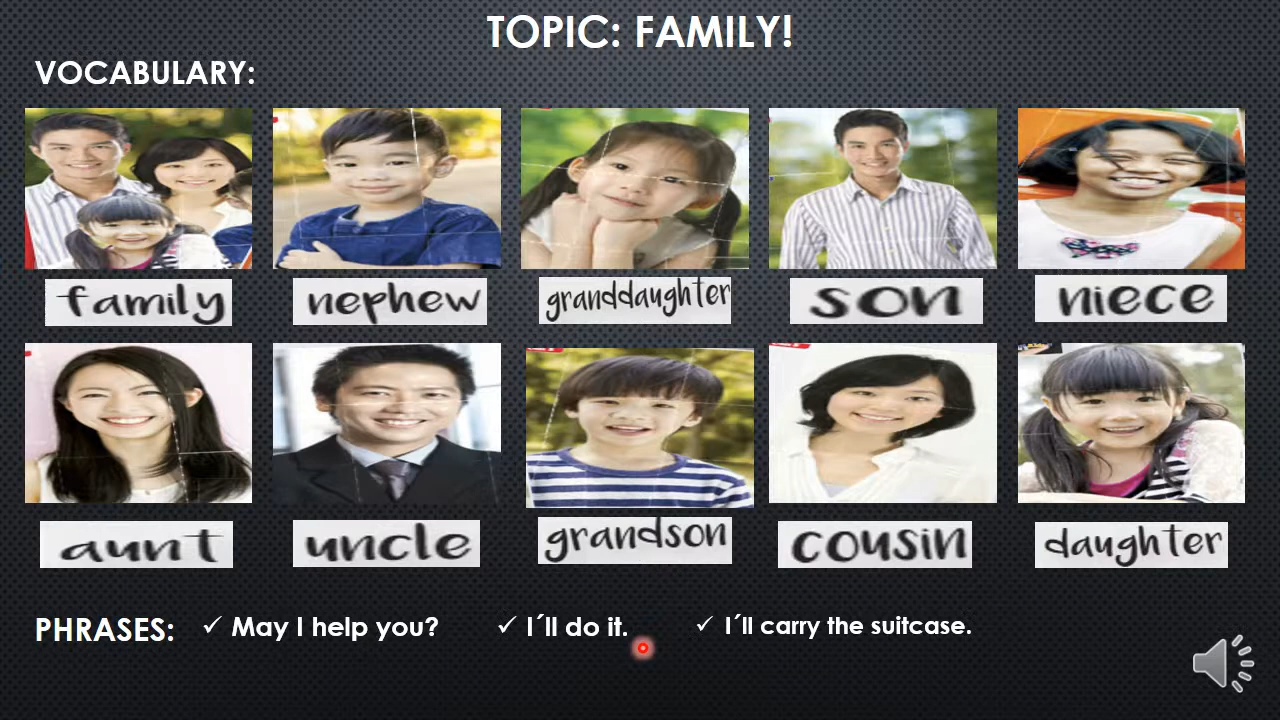 TOPIC: FAMILY!
VOCABULARY:
family nephew granddaughter son niece
aunt uncle grandson cousin daughter
PHRASES: ✓ May I help you? ✓ I´ll do it. ✓ I´ll carry the suitcase.